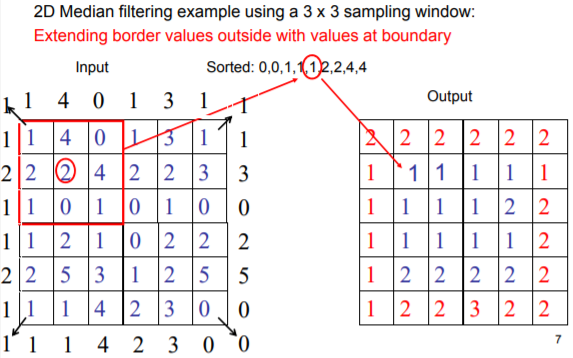 2D Median filtering example using a 3 x 3 sampling window:
Extending border values outside with values at boundary
Input
Sorted: 0,0,1,1,1,2,2,4,4
Output
1 1 4 0 1 3 1 1
1 1 4 0 1 3 1 1
2 2 2 4 2 2 3 3
1 1 0 1 0 1 0 0
1 1 2 1 0 2 2 2
2 2 5 3 1 2 5 5
1 1 1 4 2 3 0 0
1 1 1 4 2 3 0 0
2 2 2 2 2 2
1 1 1 1 1 1
1 1 1 1 2 2
1 1 1 1 1 2
1 2 2 2 2 2
1 2 2 3 2 2
7